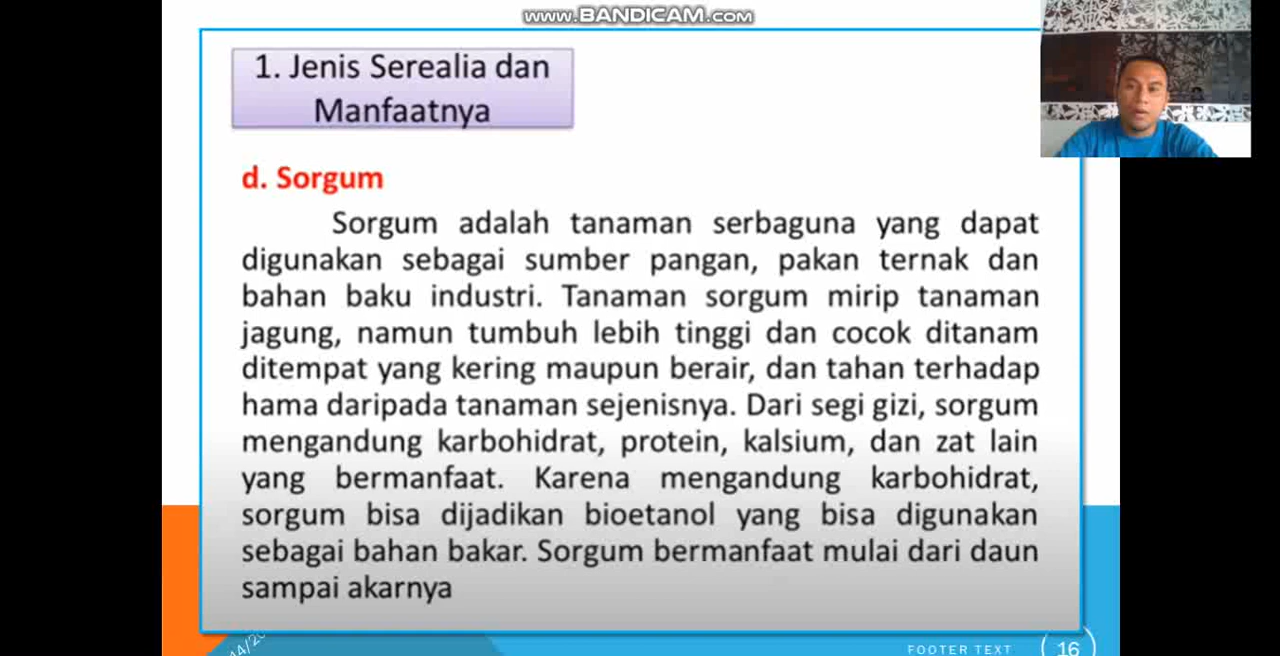 www.BANDICAM.com
1. Jenis Serealia dan
Manfaatnya
d. Sorgum
Sorgum adalah tanaman serbaguna yang dapat
digunakan sebagai sumber pangan, pakan ternak dan
bahan baku industri. Tanaman sorgum mirip tanaman
jagung, namun tumbuh lebih tinggi dan cocok ditanam
ditempat yang kering maupun berair, dan tahan terhadap
hama daripada tanaman sejenisnya. Dari segi gizi, sorgum
mengandung karbohidrat, protein, kalsium, dan zat lain
yang bermanfaat. Karena mengandung karbohidrat,
sorgum bisa dijadikan bioetanol yang bisa digunakan
sebagai bahan bakar. Sorgum bermanfaat mulai dari daun
sampai akarnya
FOOTER TEXT
16